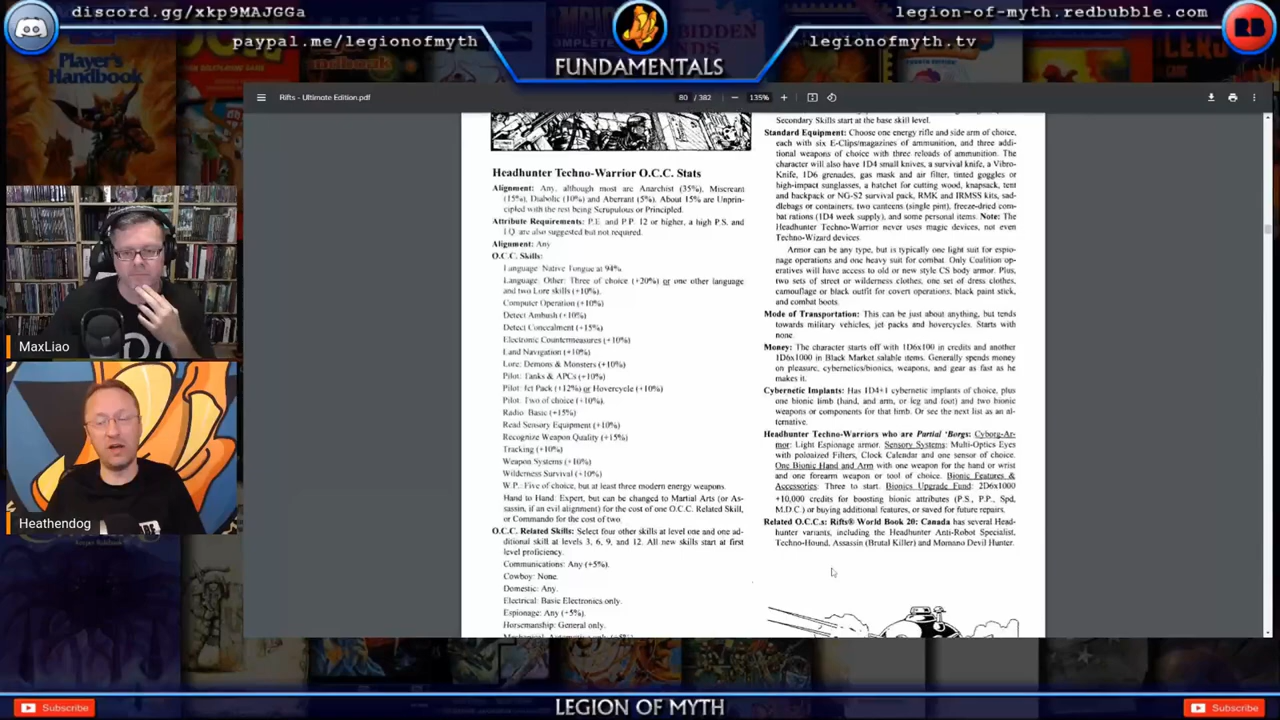 discord.gg/xkp9MAJGGa
paypal.me/legionofmyth
FUNDAMENTALS
legion-of-myth.redbubble.com
legionofmyth.tv
RB
Player's
Handbook
Rifts - Ultimate Edition.pdf
80 / 382
135%
MaxLiao
Heathendog
Headhunter Techno-Warrior O.C.C. Stats
Alignment: Any, although most are Anarchist (35%), Miscreant
(15%), Diabolic (10%) and Aberrant (5%). About 15% are Unprin-
cipled with the rest being Scrupulous or Principled.
Attribute Requirements: P.E. and P.P. 12 or higher, a high P.S. and
I.Q. are also suggested but not required.
Alignment: Any
O.C.C. Skills:
Language: Native Tongue at 94%
Language: Other: Three of choice (+20%) or one other language
and two Lore skills (+10%).
Computer Operation (+10%)
Detect Ambush (+10%)
Detect Concealment (+15%)
Electronic Countermeasures (+10%)
Land Navigation (+10%)
Lore: Demons & Monsters (+10%)
Pilot: Tanks & APCs (+10%)
Pilot: Jet Pack (+12%) or Hovercycle (+10%)
Pilot: Two of choice (+10%).
Radio: Basic (+15%)
Read Sensory Equipment (+10%)
Recognize Weapon Quality (+15%)
Tracking (+10%)
Weapon Systems (+10%)
Wilderness Survival (+10%)
W.P.: Five of choice, but at least three modern energy weapons.
Hand to Hand: Expert, but can be changed to Martial Arts (or As-
sassin, if an evil alignment) for the cost of one O.C.C. Related Skill,
or Commando for the cost of two.
O.C.C. Related Skills: Select four other skills at level one and one ad-
ditional skill at levels 3, 6, 9, and 12. All new skills start at first
level proficiency.
Communications: Any (+5%).
Cowboy: None.
Domestic: Any.
Electrical: Basic Electronics only.
Espionage: Any (+5%).
Horsemanship: General only.
Mechanical: Automotive only (+5%)
Secondary Skills start at the base skill level.
Standard Equipment: Choose one energy rifle and side arm of choice,
each with six E-Clips/magazines of ammunition, and three addi-
tional weapons of choice with three reloads of ammunition. The
character will also have 1D4 small knives, a survival knife, a Vibro-
Knife, 1D6 grenades, gas mask and air filter, tinted goggles or
high-impact sunglasses, a hatchet for cutting wood, knapsack, tent
and backpack or NG-S2 survival pack, RMK and IRMSS kits, sad-
dlebags or containers, two canteens (single pint), freeze-dried com-
bat rations (1D4 week supply), and some personal items. Note: The
Headhunter Techno-Warrior never uses magic devices, not even
Techno-Wizard devices.
Armor can be any type, but is typically one light suit for espio-
nage operations and one heavy suit for combat. Only Coalition op-
eratives will have access to old or new style CS body armor. Plus,
two sets of street or wilderness clothes, one set of dress clothes,
camouflage or black outfit for covert operations, black paint stick,
and combat boots.
Mode of Transportation: This can be just about anything, but tends
towards military vehicles, jet packs and hovercycles. Starts with
none.
Money: The character starts off with 1D6x100 in credits and another
1D6x1000 in Black Market salable items. Generally spends money
on pleasure, cybernetics/bionics, weapons, and gear as fast as he
makes it.
Cybernetic Implants: Has 1D4+1 cybernetic implants of choice, plus
one bionic limb (hand, and arm, or leg and foot) and two bionic
weapons or components for that limb. Or see the next list as an al-
ternative.
Headhunter Techno-Warriors who are Partial 'Borgs: Cyborg-Ar-
mor: Light Espionage armor. Sensory Systems: Multi-Optics Eyes
with polorized Filters, Clock Calendar and one sensor of choice.
One Bionic Hand and Arm with one weapon for the hand or wrist
and one forearm weapon or tool of choice. Bionic Features &
Accessories: Three to start. Bionics Upgrade Fund: 2D6x1000
+10,000 credits for boosting bionic attributes (P.S., P.P., Spd,
M.D.C.) or buying additional features, or saved for future repairs.
Related O.C.C.s: Rifts® World Book 20: Canada has several Head-
hunter variants, including the Headhunter Anti-Robot Specialist,
Techno-Hound, Assassin (Brutal Killer) and Momano Devil Hunter.
Subscribe
LEGION OF MYTH
Subscribe